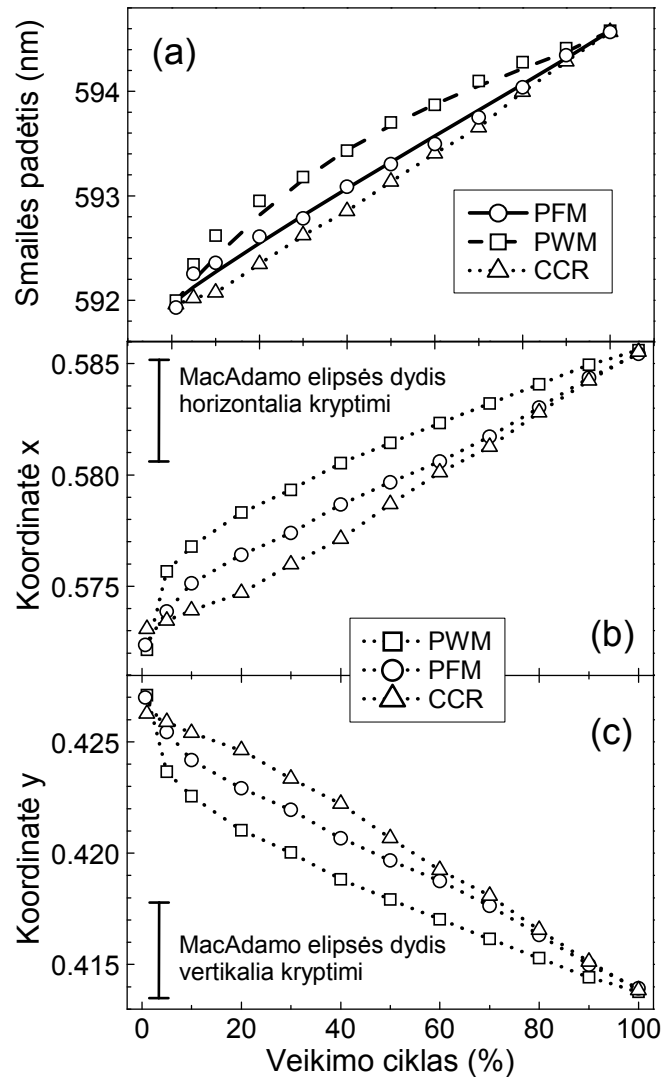 (a)
Smailės padėtis (nm)
594
593
592
PFM
PWM
CCR
0.585
MacAdamo elipsės dydis
horizontalia kryptimi
Koordinatė x
0.580
0.575
(b)
PWM
PFM
CCR
(c)
Koordinatė y
0.425
0.420
0.415
MacAdamo elipsės dydis
vertikalia kryptimi
0 20 40 60 80 100
Veikimo ciklas (%)